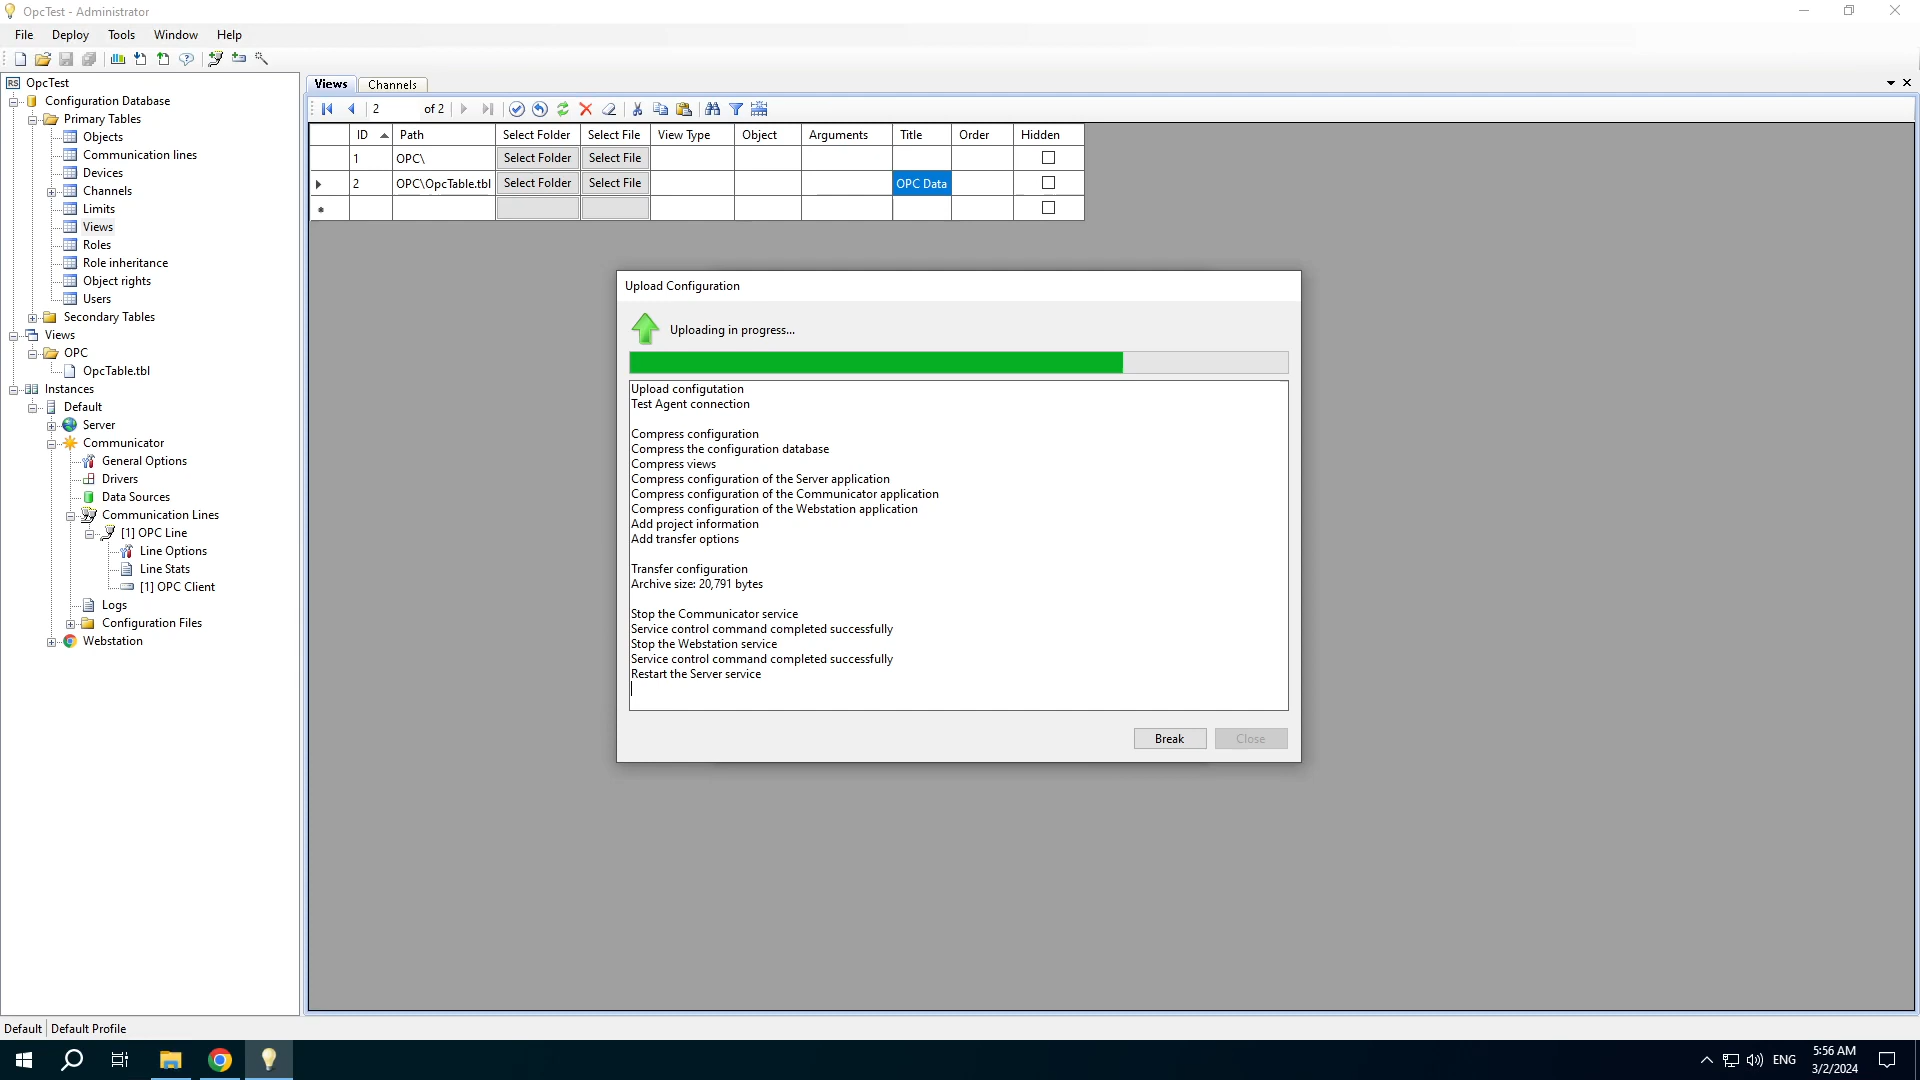 OpcTest - Administrator
File Deploy Tools Window Help
OpcTest
Configuration Database
Primary Tables
Objects
Communication lines
Devices
Channels
Limits
Views
Roles
Role inheritance
Object rights
Users
Secondary Tables
Views
OPC
OpcTable.tbl
Instances
Default
Server
Communicator
General Options
Drivers
Data Sources
Communication Lines
[1] OPC Line
Line Options
Line Stats
[1] OPC Client
Logs
Configuration Files
Webstation
Views Channels
2 of 2
ID Path Select Folder Select File View Type Object Arguments Title Order Hidden
1 OPC\ Select Folder Select File
2 OPC\OpcTable.tbl Select Folder Select File OPC Data
Upload Configuration
Uploading in progress...
Upload configutation
Test Agent connection
Compress configuration
Compress the configuration database
Compress views
Compress configuration of the Server application
Compress configuration of the Communicator application
Compress configuration of the Webstation application
Add project information
Add transfer options
Transfer configuration
Archive size: 20,791 bytes
Stop the Communicator service
Service control command completed successfully
Stop the Webstation service
Service control command completed successfully
Restart the Server service
Break Close
Default Default Profile
ENG
5:56 AM
3/2/2024